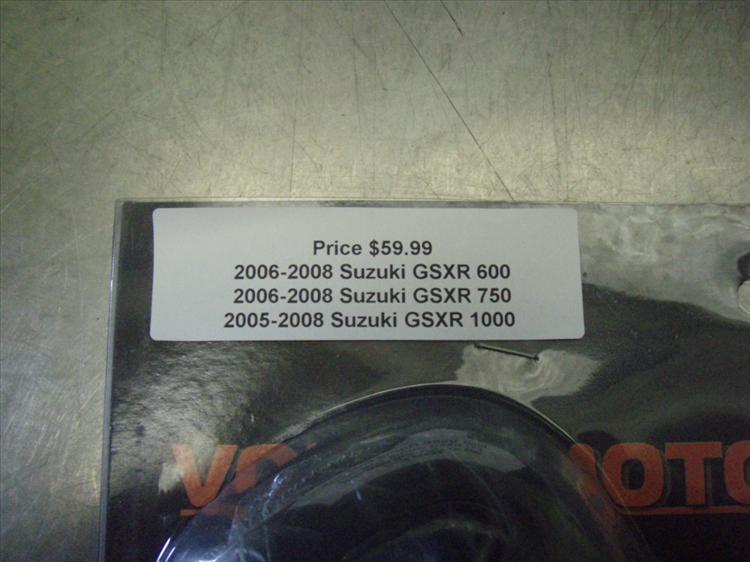 Price $59.99
2006-2008 Suzuki GSXR 600
2006-2008 Suzuki GSXR 750
2005-2008 Suzuki GSXR 1000